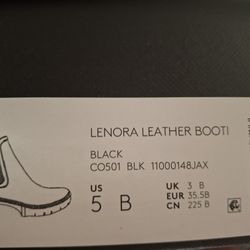 LENORA LEATHER BOOTI
BLACK
CO501 BLK 11000148JAX
US UK 3 B
5 B EUR 35.5B
CN 225 B